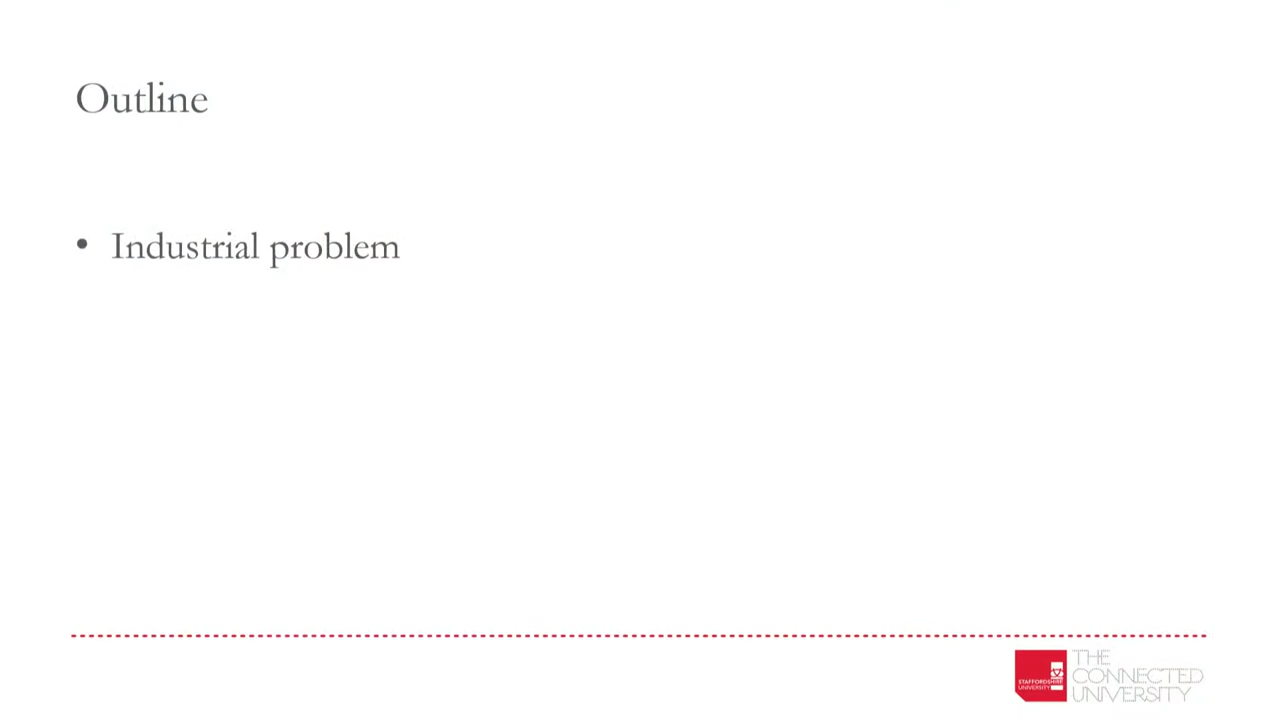 Outline
• Industrial problem
STAFFORDSHIRE
UNIVERSITY
THE
CONNECTED
UNIVERSITY